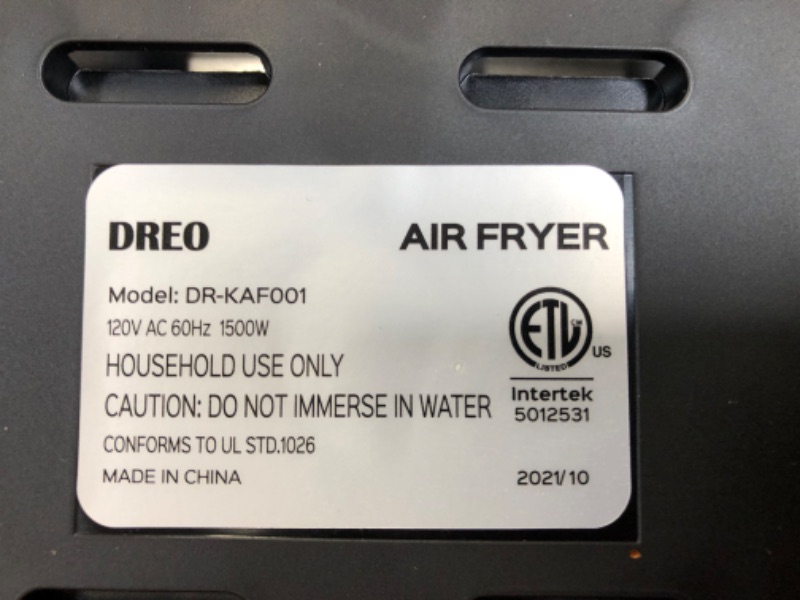 DREO AIR FRYER
Model: DR-KAF001
120V AC 60Hz 1500W
HOUSEHOLD USE ONLY
CAUTION: DO NOT IMMERSE IN WATER
CONFORMS TO UL STD.1026
MADE IN CHINA
ETL CM
LISTED
US
Intertek
5012531
2021/10